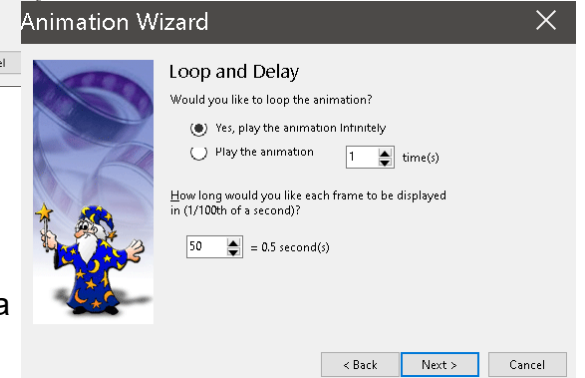 Animation Wizard
el
Loop and Delay
Would you like to loop the animation?
Yes, play the animation Infinitely
Play the animation 1 time(s)
How long would you like each frame to be displayed
in (1/100th of a second)?
50 = 0.5 second(s)
a
< Back Next > Cancel